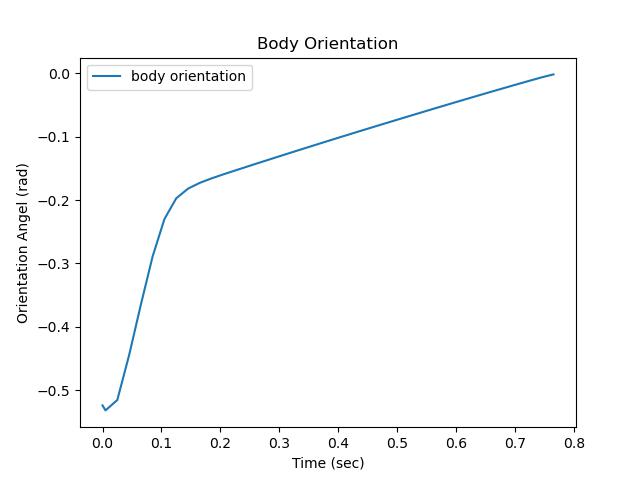 Body Orientation
body orientation
0.0
−0.1
−0.2
−0.3
−0.4
−0.5
Orientation Angel (rad)
0.0 0.1 0.2 0.3 0.4 0.5 0.6 0.7 0.8
Time (sec)